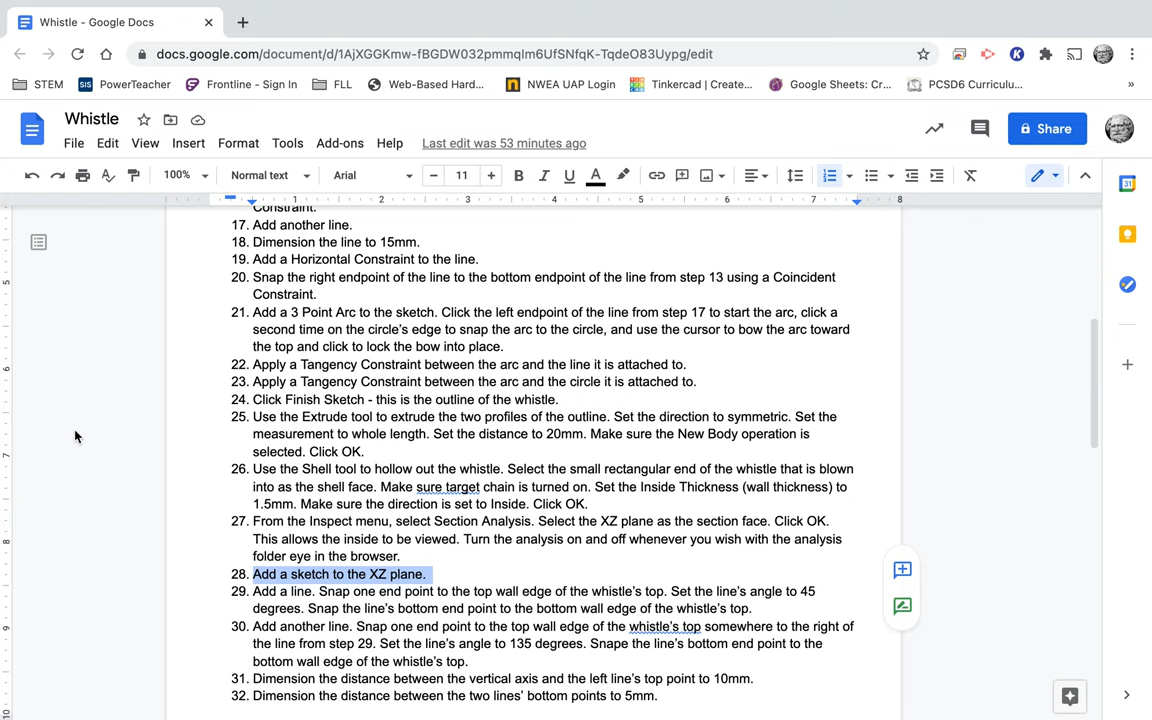 Whistle - Google Docs
docs.google.com/document/d/1AjXGGKmw-fBGDW032pmmqlm6UfSNfqK-TqdeO83Uypg/edit
STEM
SIS PowerTeacher
Frontline - Sign In
FLL
Web-Based Hard...
NWEA UAP Login
Tinkercad | Create...
Google Sheets: Cr...
PCSD6 Curriculu...
»
Whistle
Share
File Edit View Insert Format Tools Add-ons Help Last edit was 53 minutes ago
100% Normal text Arial 11 B I U A
1 2 3 4 5 6 7 8
Constraint.
17. Add another line.
18. Dimension the line to 15mm.
19. Add a Horizontal Constraint to the line.
20. Snap the right endpoint of the line to the bottom endpoint of the line from step 13 using a Coincident
Constraint.
21. Add a 3 Point Arc to the sketch. Click the left endpoint of the line from step 17 to start the arc, click a
second time on the circle's edge to snap the arc to the circle, and use the cursor to bow the arc toward
the top and click to lock the bow into place.
22. Apply a Tangency Constraint between the arc and the line it is attached to.
23. Apply a Tangency Constraint between the arc and the circle it is attached to.
24. Click Finish Sketch - this is the outline of the whistle.
25. Use the Extrude tool to extrude the two profiles of the outline. Set the direction to symmetric. Set the
measurement to whole length. Set the distance to 20mm. Make sure the New Body operation is
selected. Click OK.
26. Use the Shell tool to hollow out the whistle. Select the small rectangular end of the whistle that is blown
into as the shell face. Make sure target chain is turned on. Set the Inside Thickness (wall thickness) to
1.5mm. Make sure the direction is set to Inside. Click OK.
27. From the Inspect menu, select Section Analysis. Select the XZ plane as the section face. Click OK.
This allows the inside to be viewed. Turn the analysis on and off whenever you wish with the analysis
folder eye in the browser.
28. Add a sketch to the XZ plane.
29. Add a line. Snap one end point to the top wall edge of the whistle's top. Set the line's angle to 45
degrees. Snap the line's bottom end point to the bottom wall edge of the whistle's top.
30. Add another line. Snap one end point to the top wall edge of the whistle's top somewhere to the right of
the line from step 29. Set the line's angle to 135 degrees. Snape the line's bottom end point to the
bottom wall edge of the whistle's top.
31. Dimension the distance between the vertical axis and the left line's top point to 10mm.
32. Dimension the distance between the two lines' bottom points to 5mm.
5
6
7
8
9
10
31